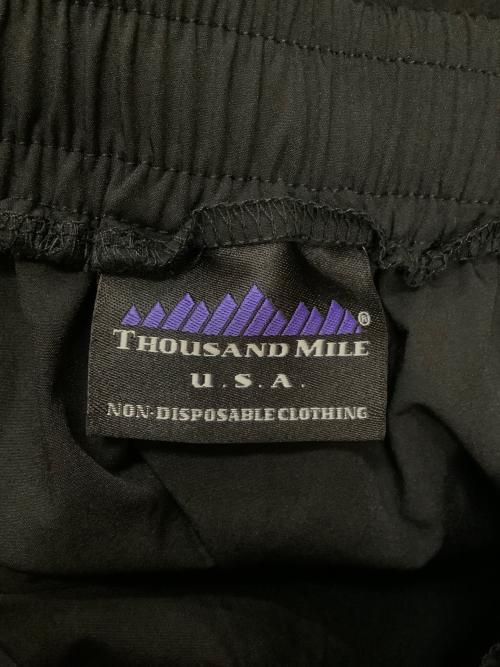 ®
THOUSAND MILE
U.S.A.
NON-DISPOSABLE CLOTHING